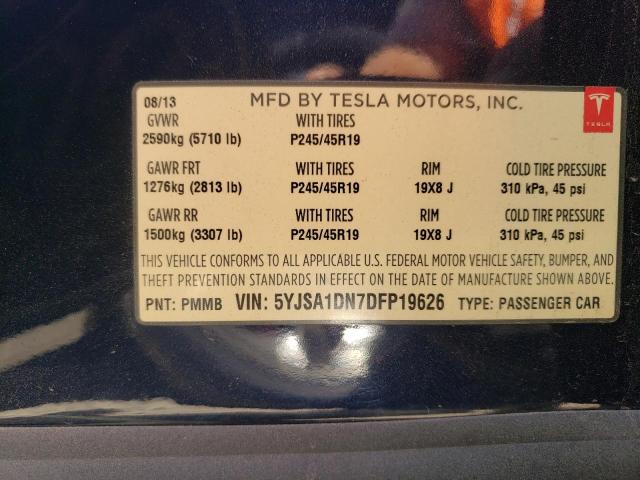 08/13 MFD BY TESLA MOTORS, INC.
TESLA
GVWR WITH TIRES
2590kg (5710 lb) P245/45R19
GAWR FRT WITH TIRES RIM COLD TIRE PRESSURE
1276kg (2813 lb) P245/45R19 19X8 J 310 kPa, 45 psi
GAWR RR WITH TIRES RIM COLD TIRE PRESSURE
1500kg (3307 lb) P245/45R19 19X8 J 310 kPa, 45 psi
THIS VEHICLE CONFORMS TO ALL APPLICABLE U.S. FEDERAL MOTOR VEHICLE SAFETY, BUMPER, AND
THEFT PREVENTION STANDARDS IN EFFECT ON THE DATE OF MANUFACTURE SHOWN ABOVE.
PNT: PMMB VIN: 5YJSA1DN7DFP19626 TYPE: PASSENGER CAR